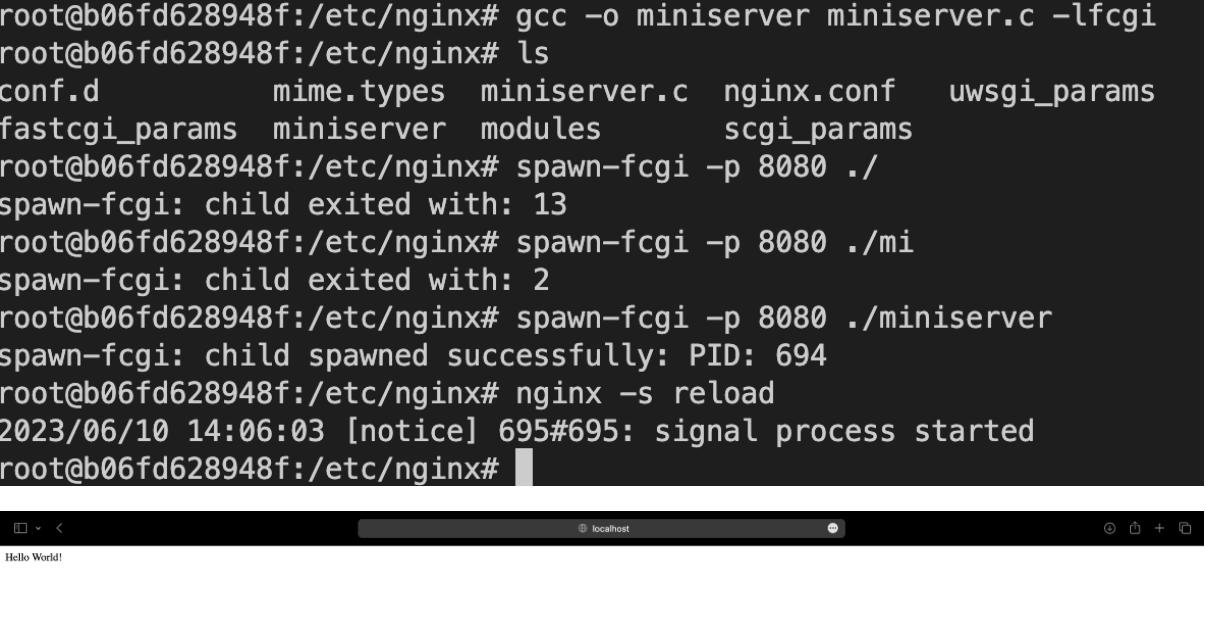 root@b06fd628948f:/etc/nginx# gcc -o miniserver miniserver.c -lfcgi
root@b06fd628948f:/etc/nginx# ls
conf.d          mime.types  miniserver.c  nginx.conf   uwsgi_params
fastcgi_params  miniserver  modules       scgi_params
root@b06fd628948f:/etc/nginx# spawn-fcgi -p 8080 ./
spawn-fcgi: child exited with: 13
root@b06fd628948f:/etc/nginx# spawn-fcgi -p 8080 ./mi
spawn-fcgi: child exited with: 2
root@b06fd628948f:/etc/nginx# spawn-fcgi -p 8080 ./miniserver
spawn-fcgi: child spawned successfully: PID: 694
root@b06fd628948f:/etc/nginx# nginx -s reload
2023/06/10 14:06:03 [notice] 695#695: signal process started
root@b06fd628948f:/etc/nginx#
localhost
Hello World!